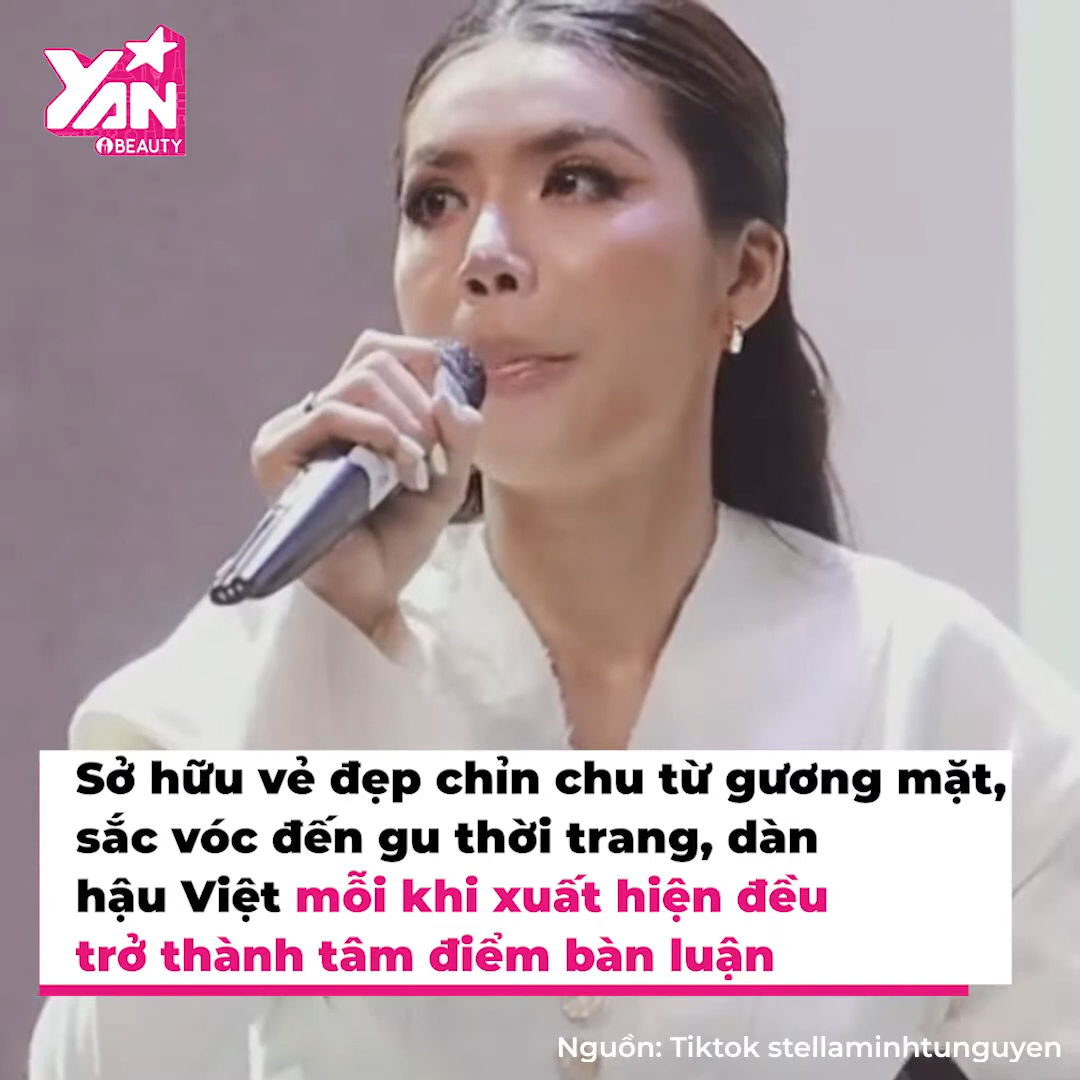 YAN
BEAUTY
Sở hữu vẻ đẹp chỉn chu từ gương mặt,
sắc vóc đến gu thời trang, dàn
hậu Việt mỗi khi xuất hiện đều
trở thành tâm điểm bàn luận
Nguồn: Tiktok stellaminhtunguyen